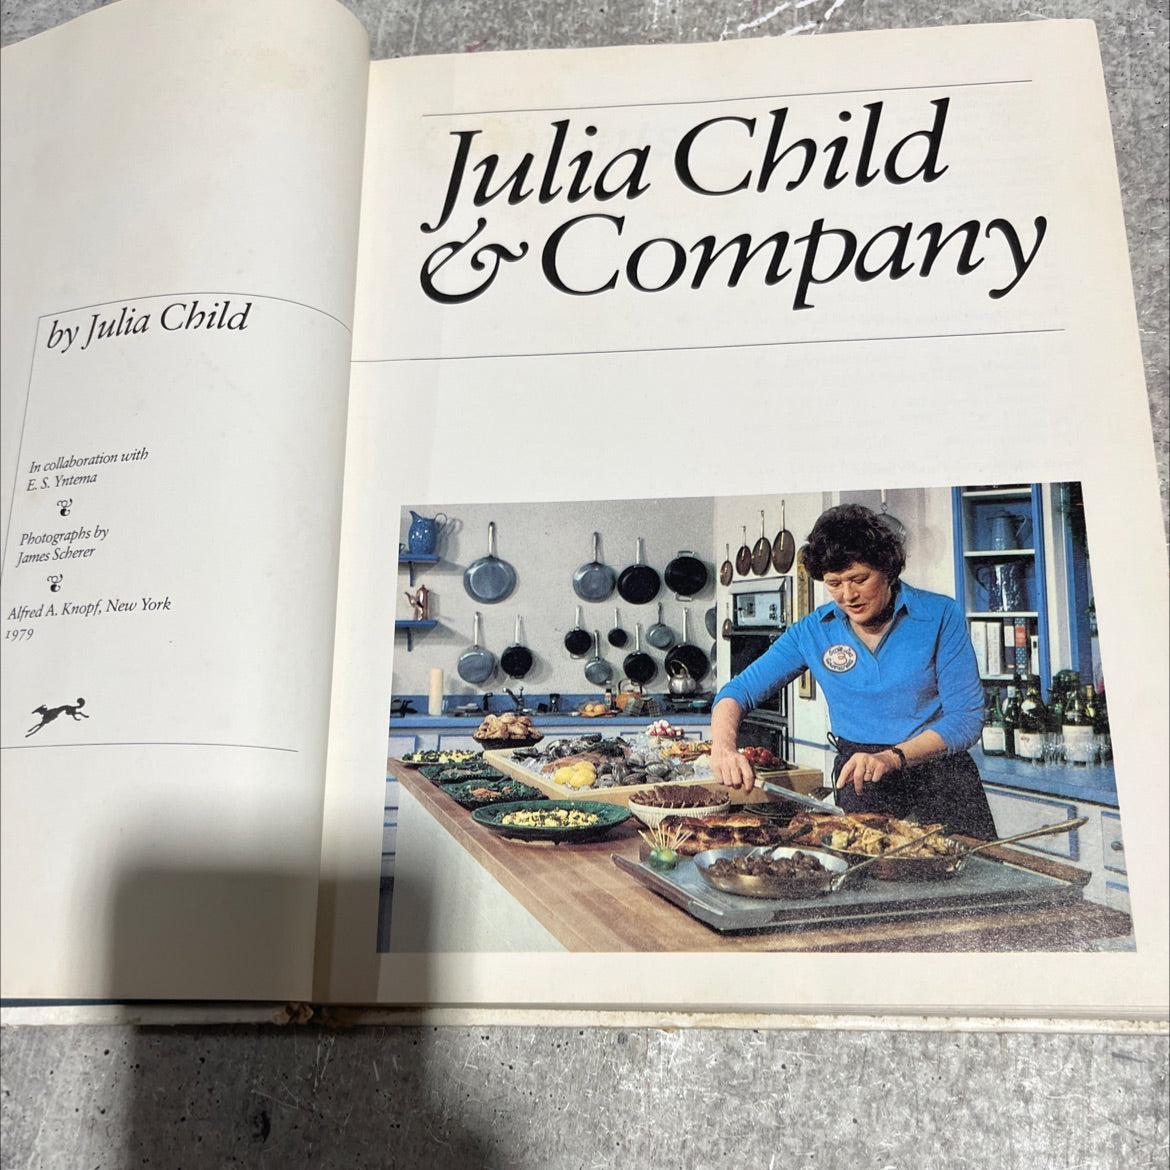 by Julia Child
In collaboration with
E. S. Yntema
Photographs by
James Scherer
Alfred A. Knopf, New York
1979
Julia Child
& Company